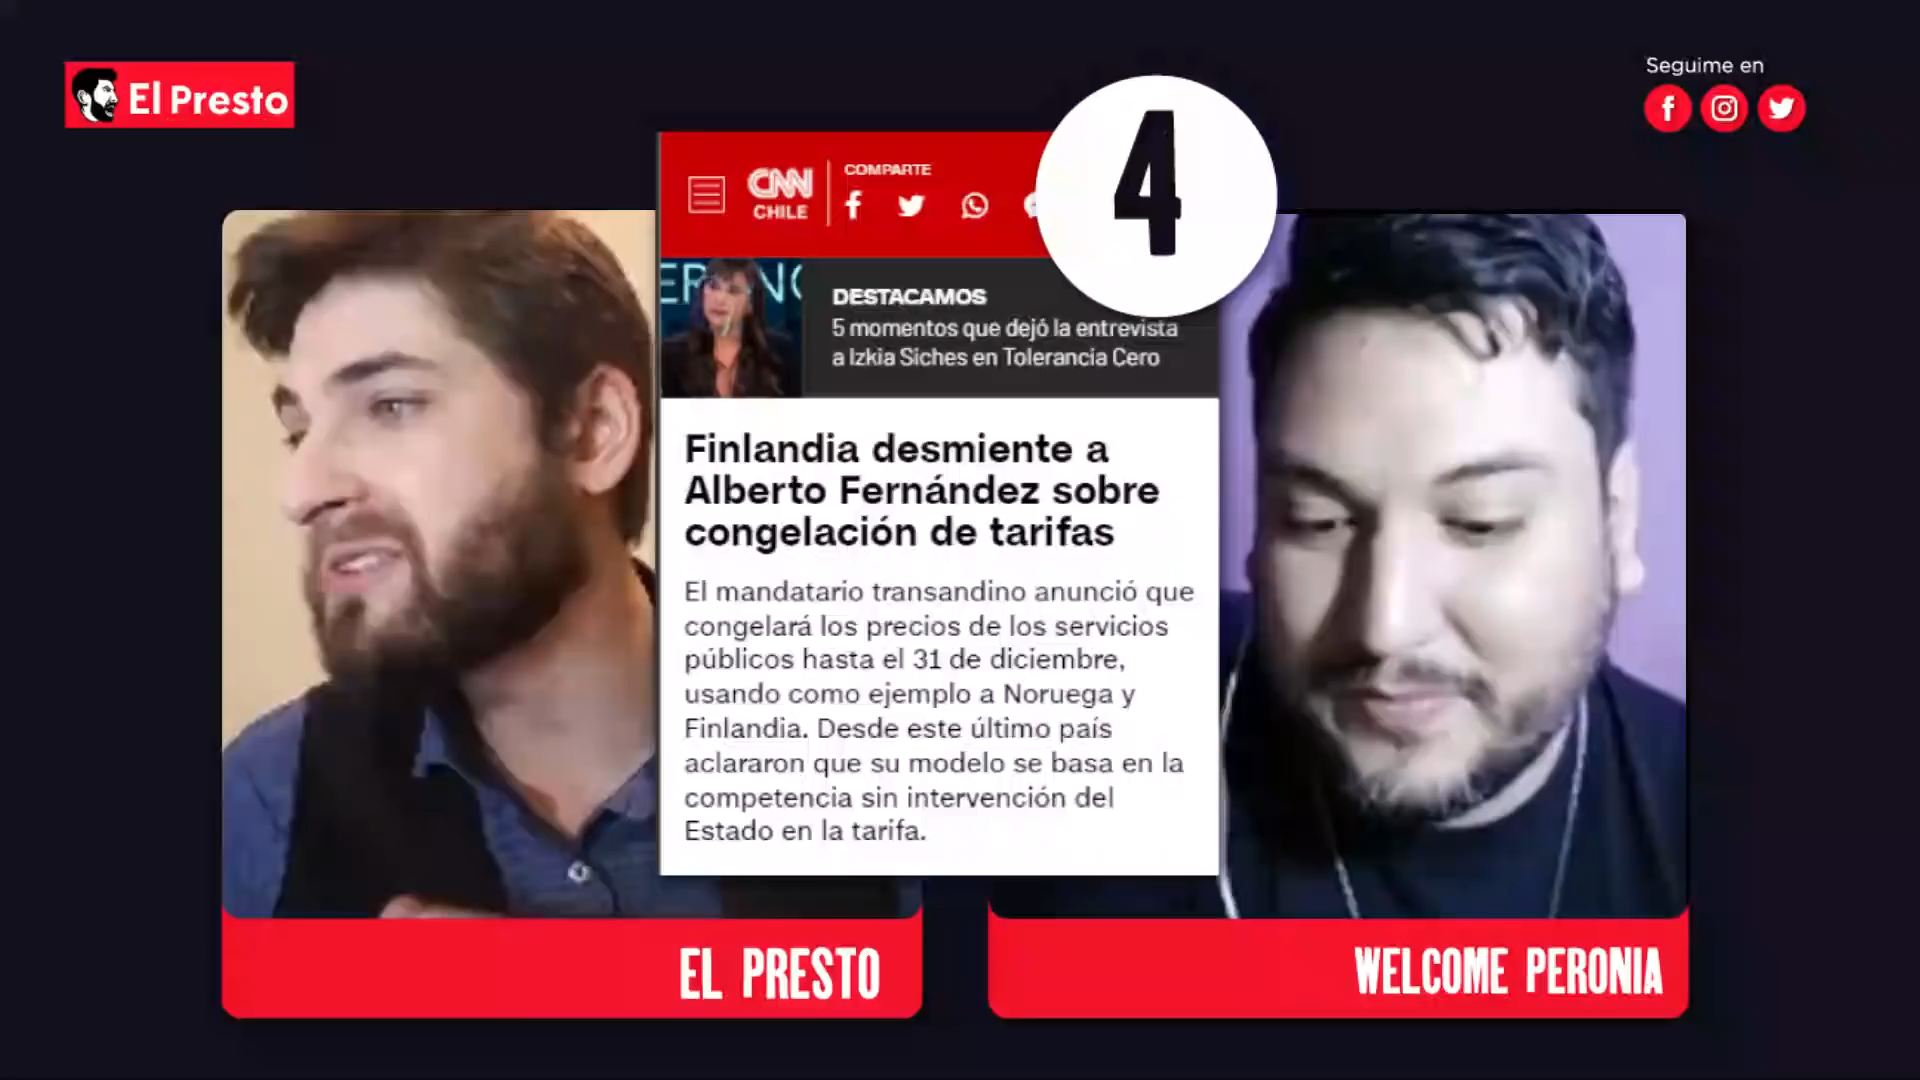 El Presto
Seguime en
4
CNN
CHILE
COMPARTE
DESTACAMOS
5 momentos que dejó la entrevista
a Izkia Siches en Tolerancia Cero
Finlandia desmiente a
Alberto Fernández sobre
congelación de tarifas
El mandatario transandino anunció que
congelará los precios de los servicios
públicos hasta el 31 de diciembre,
usando como ejemplo a Noruega y
Finlandia. Desde este último país
aclararon que su modelo se basa en la
competencia sin intervención del
Estado en la tarifa.
EL PRESTO
WELCOME PERONIA